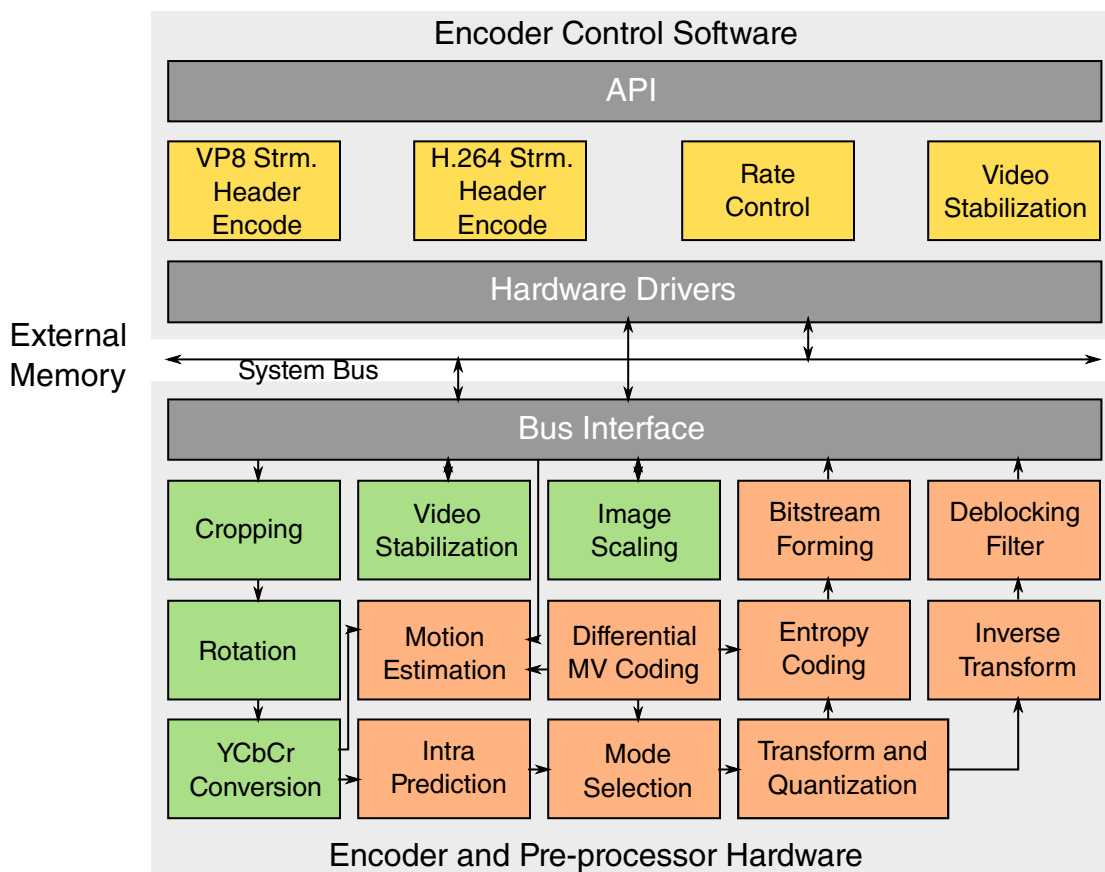 Encoder Control Software
API
VP8 Strm.
Header
Encode
H.264 Strm.
Header
Encode
Rate
Control
Video
Stabilization
Hardware Drivers
External
Memory
System Bus
Bus Interface
Cropping
Video
Stabilization
Image
Scaling
Bitstream
Forming
Deblocking
Filter
Rotation
Motion
Estimation
Differential
MV Coding
Entropy
Coding
Inverse
Transform
YCbCr
Conversion
Intra
Prediction
Mode
Selection
Transform and
Quantization
Encoder and Pre-processor Hardware